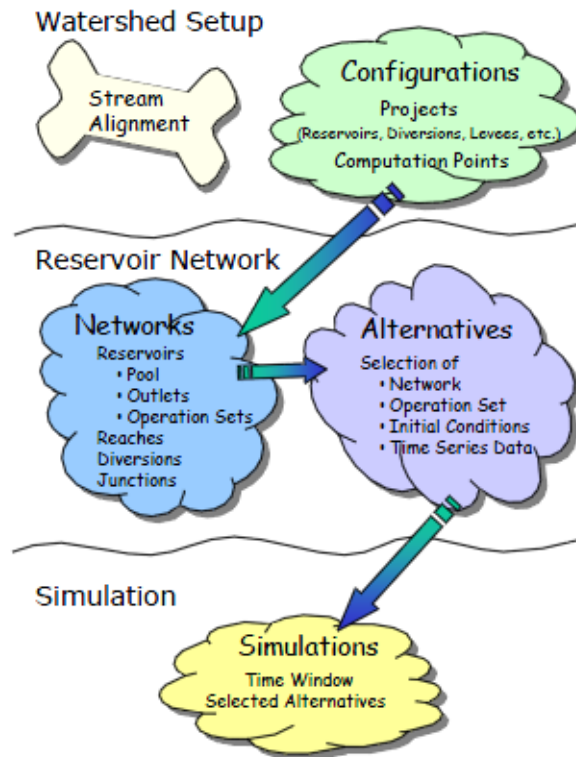 Watershed Setup
Stream
Alignment
Configurations
Projects
(Reservoirs, Diversions, Levees, etc.)
Computation Points
Reservoir Network
Networks
Reservoirs
• Pool
• Outlets
• Operation Sets
Reaches
Diversions
Junctions
Alternatives
Selection of
• Network
• Operation Set
• Initial Conditions
• Time Series Data
Simulation
Simulations
Time Window
Selected Alternatives